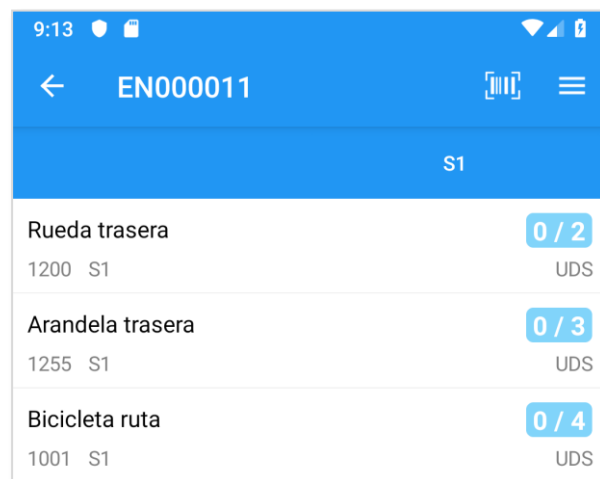 9:13
EN000011
S1
Rueda trasera 0 / 2
1200 S1 UDS
Arandela trasera 0 / 3
1255 S1 UDS
Bicicleta ruta 0 / 4
1001 S1 UDS